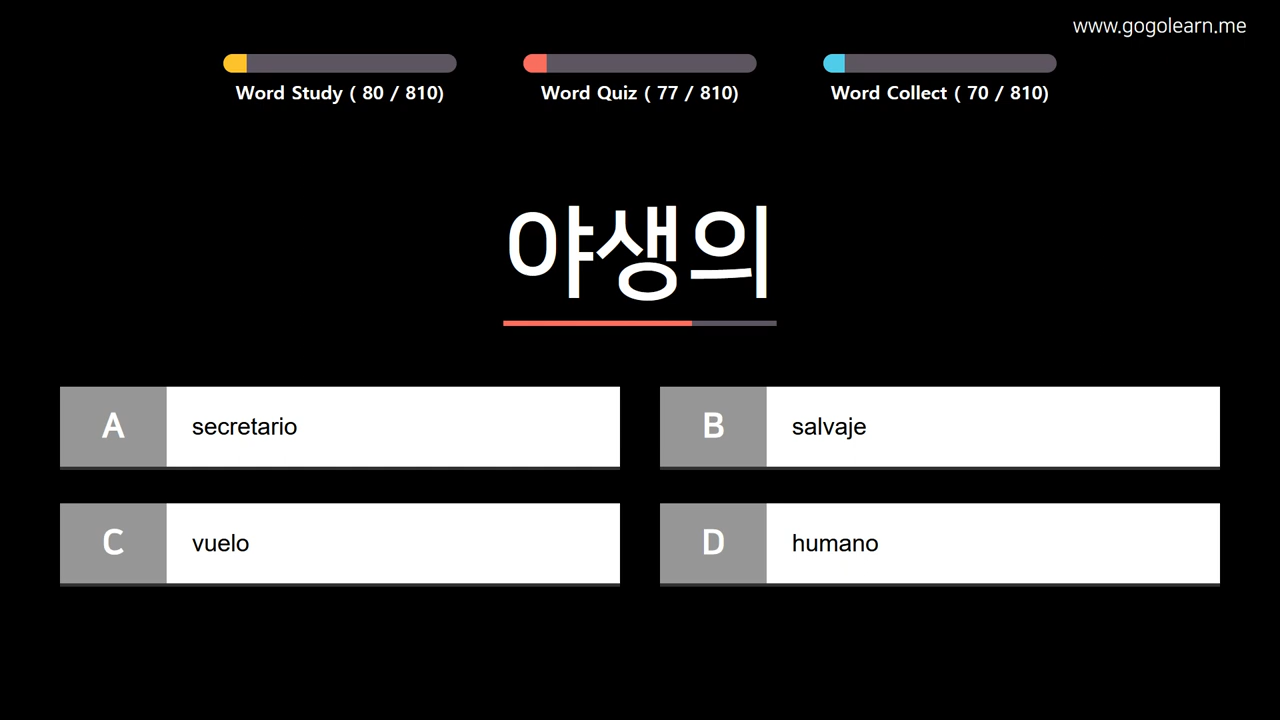 www.gogolearn.me
Word Study ( 80 / 810)
Word Quiz ( 77 / 810)
Word Collect ( 70 / 810)
야생의
A secretario
B salvaje
C vuelo
D humano